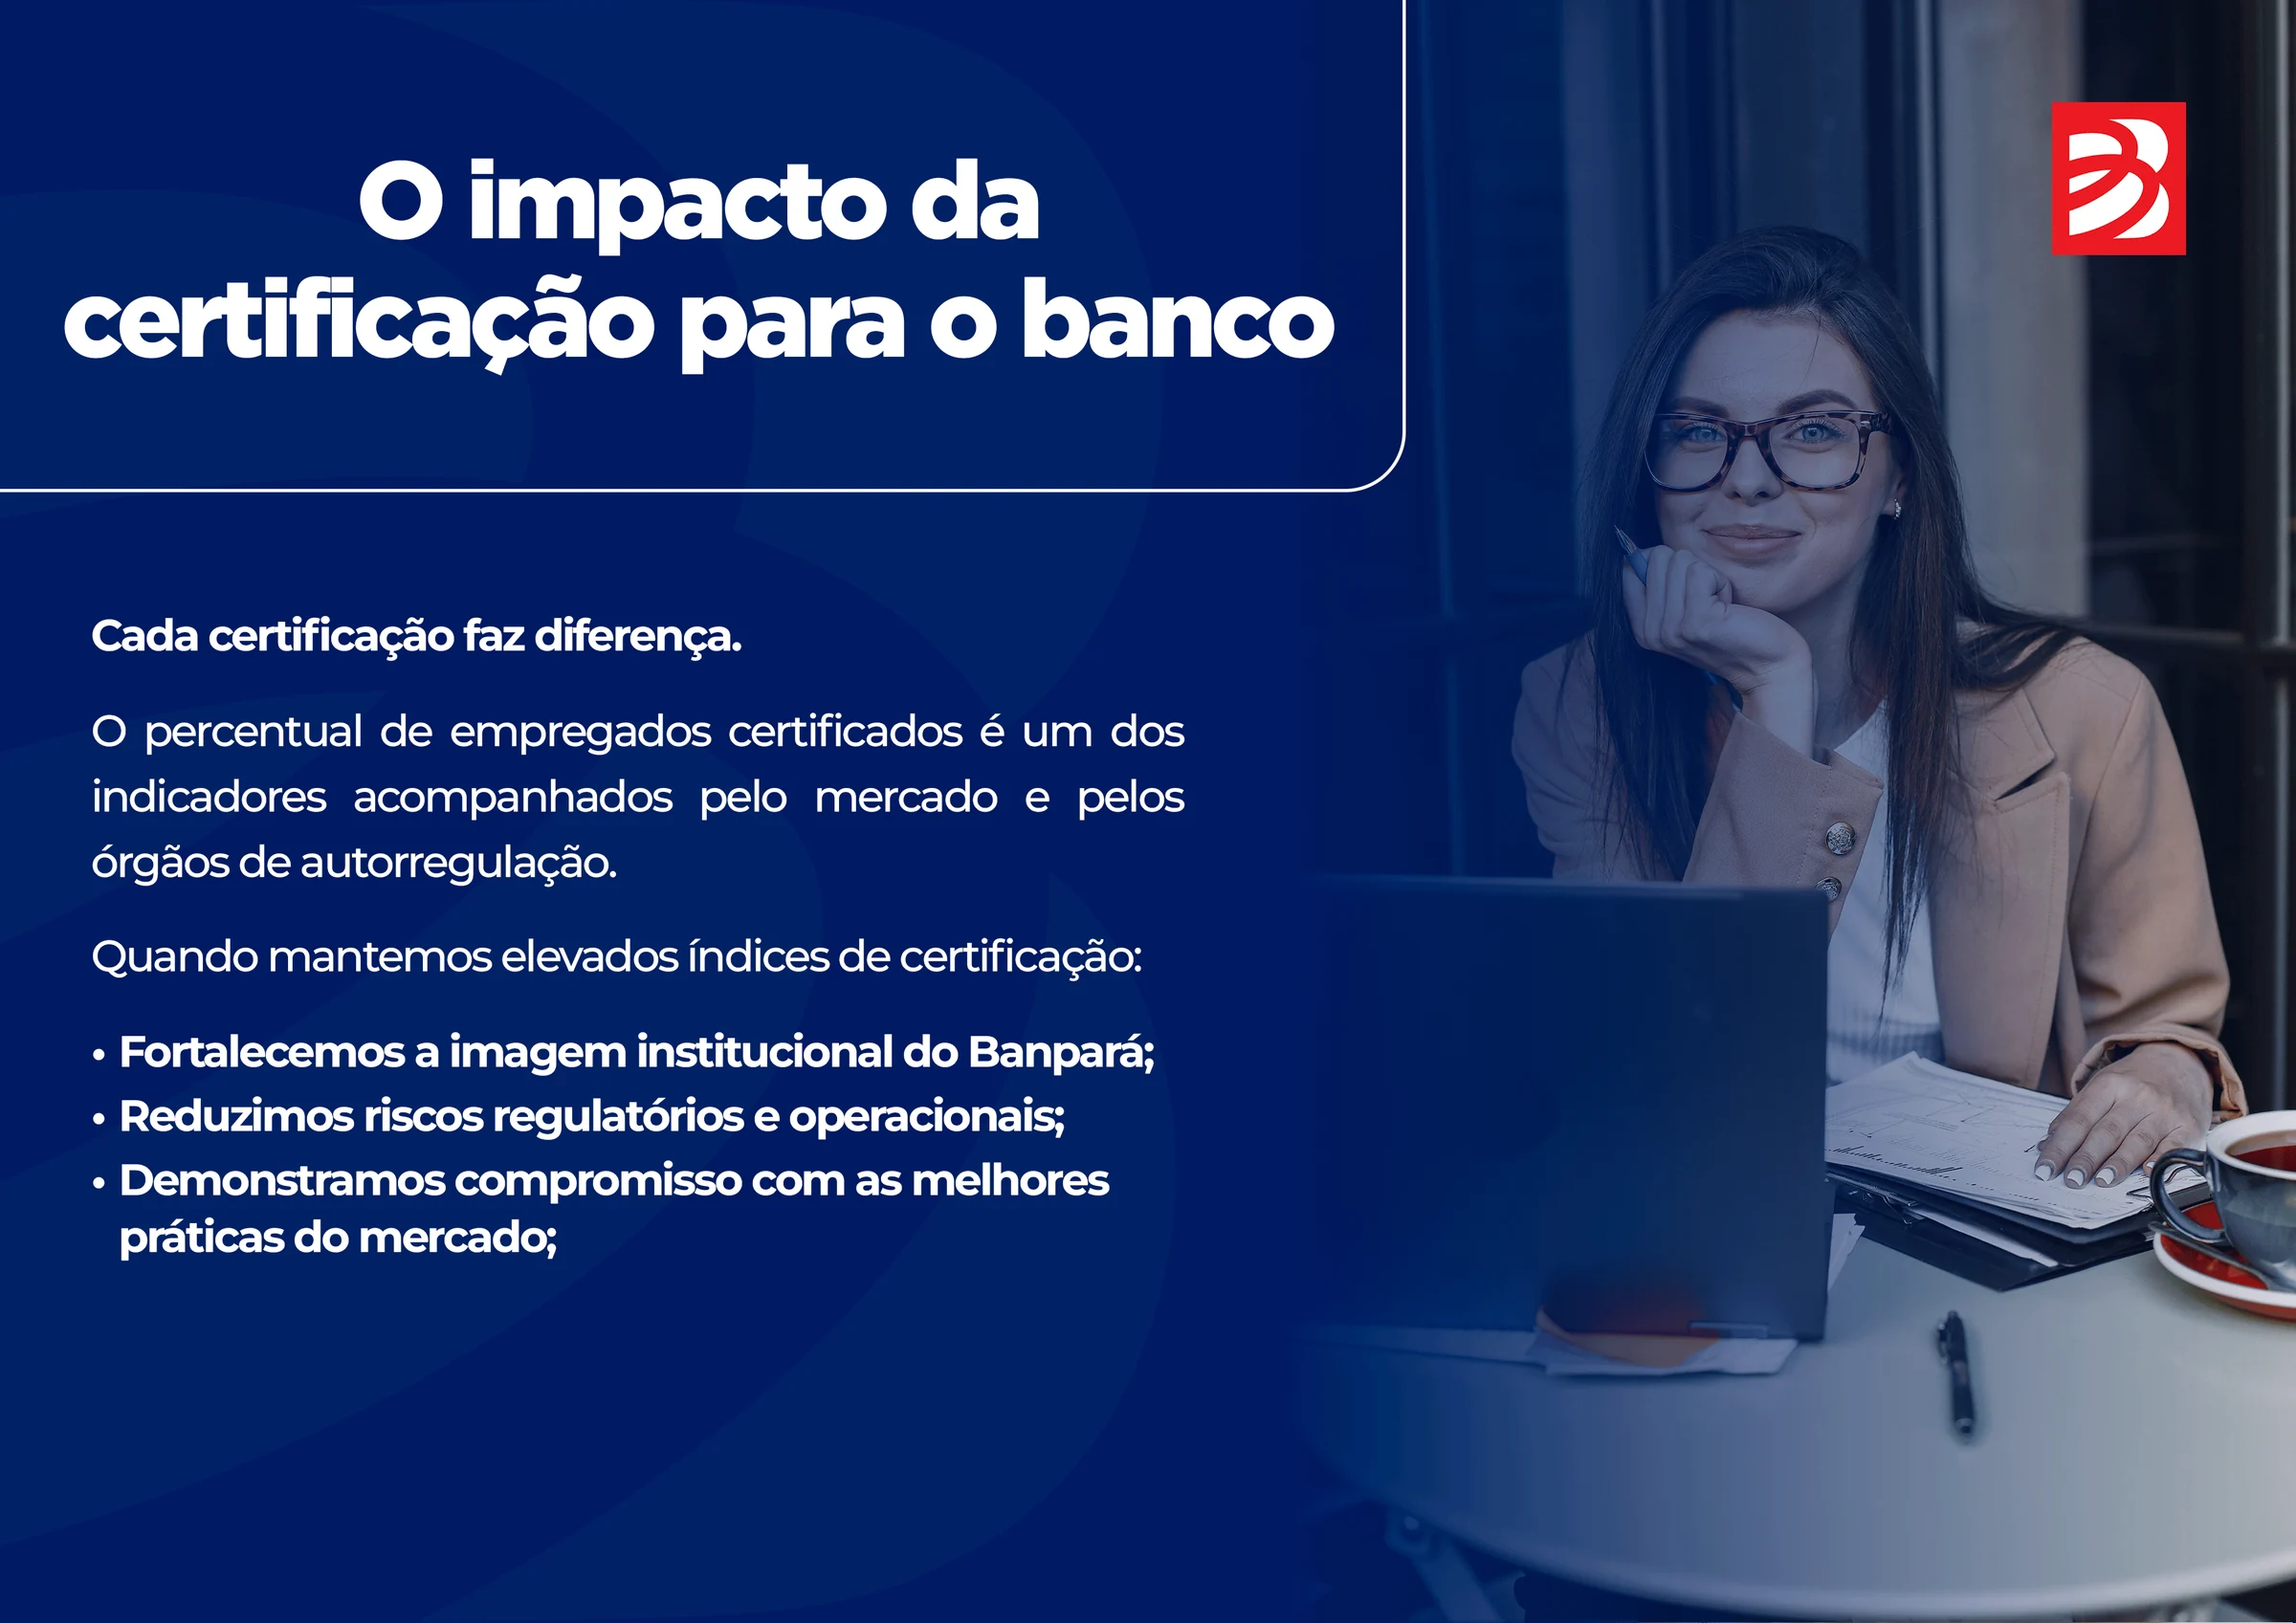 O impacto da
certificação para o banco
Cada certificação faz diferença.
O percentual de empregados certificados é um dos
indicadores acompanhados pelo mercado e pelos
órgãos de autorregulação.
Quando mantemos elevados índices de certificação:
• Fortalecemos a imagem institucional do Banpará;
• Reduzimos riscos regulatórios e operacionais;
• Demonstramos compromisso com as melhores
práticas do mercado;